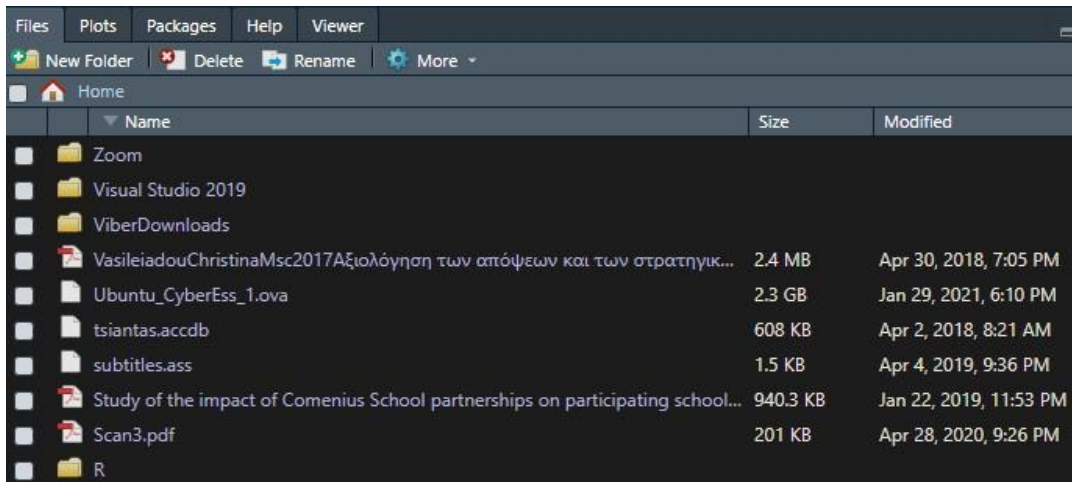 Files Plots Packages Help Viewer
New Folder Delete Rename More
Home
Name Size Modified
Zoom
Visual Studio 2019
ViberDownloads
VasileiadouChristinaMsc2017Αξιολόγηση των απόψεων και των στρατηγικ... 2.4 MB Apr 30, 2018, 7:05 PM
Ubuntu_CyberEss_1.ova 2.3 GB Jan 29, 2021, 6:10 PM
tsiantas.accdb 608 KB Apr 2, 2018, 8:21 AM
subtitles.ass 1.5 KB Apr 4, 2019, 9:36 PM
Study of the impact of Comenius School partnerships on participating school... 940.3 KB Jan 22, 2019, 11:53 PM
Scan3.pdf 201 KB Apr 28, 2020, 9:26 PM
R